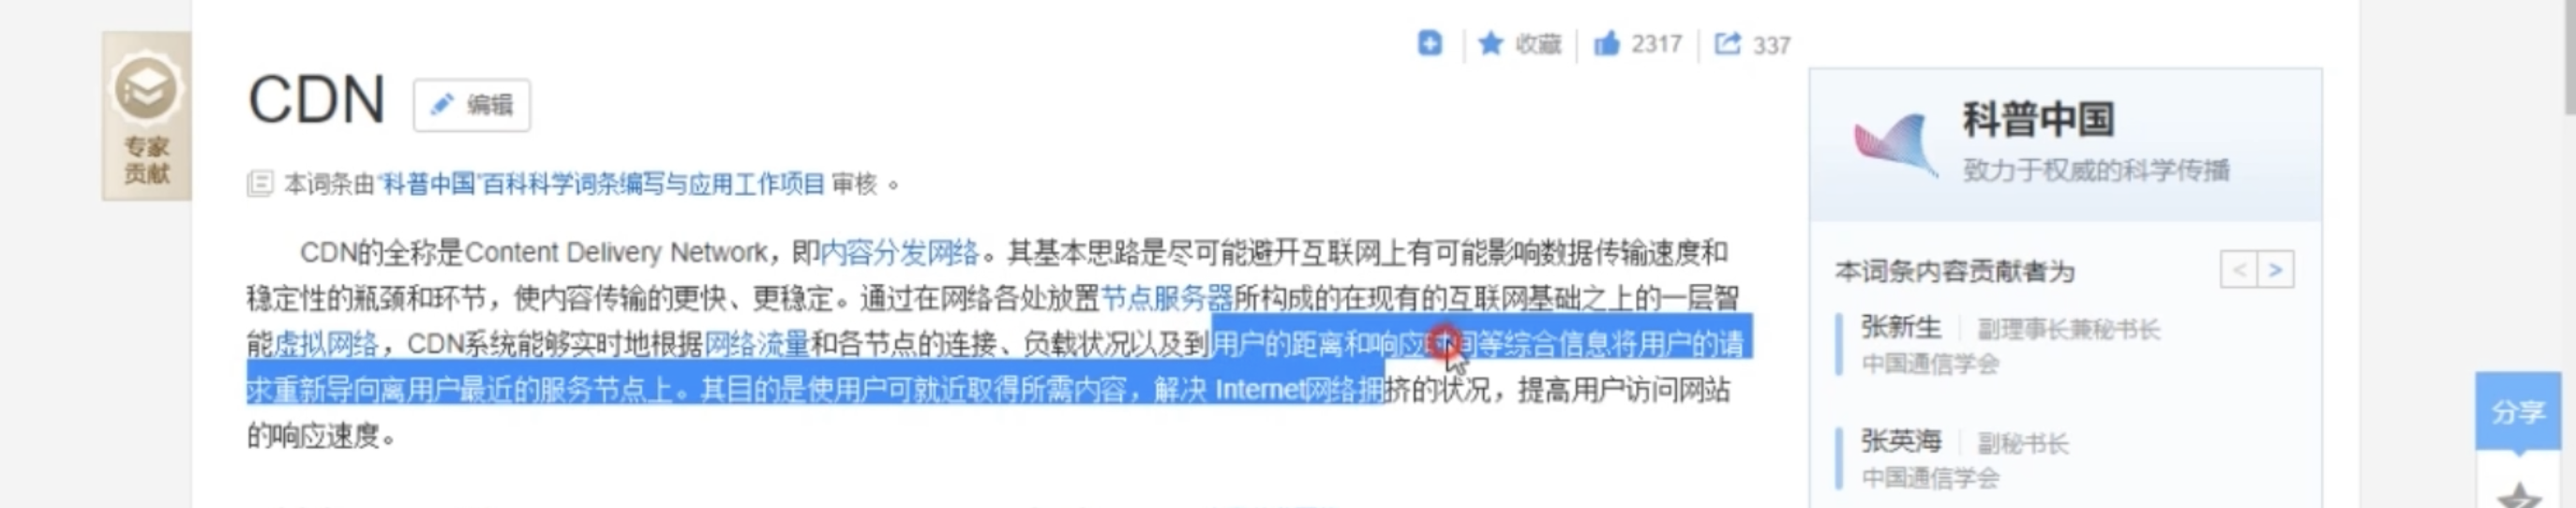 收藏 2317 337
专家
贡献
CDN 编辑
本词条由"科普中国"百科科学词条编写与应用工作项目 审核 。
CDN的全称是Content Delivery Network，即内容分发网络。其基本思路是尽可能避开互联网上有可能影响数据传输速度和
稳定性的瓶颈和环节，使内容传输的更快、更稳定。通过在网络各处放置节点服务器所构成的在现有的互联网基础之上的一层智
能虚拟网络，CDN系统能够实时地根据网络流量和各节点的连接、负载状况以及到用户的距离和响应时间等综合信息将用户的请
求重新导向离用户最近的服务节点上。其目的是使用户可就近取得所需内容，解决 Internet网络拥挤的状况，提高用户访问网站
的响应速度。
科普中国
致力于权威的科学传播
本词条内容贡献者为 < >
张新生 副理事长兼秘书长
中国通信学会
张英海 副秘书长
中国通信学会
分享